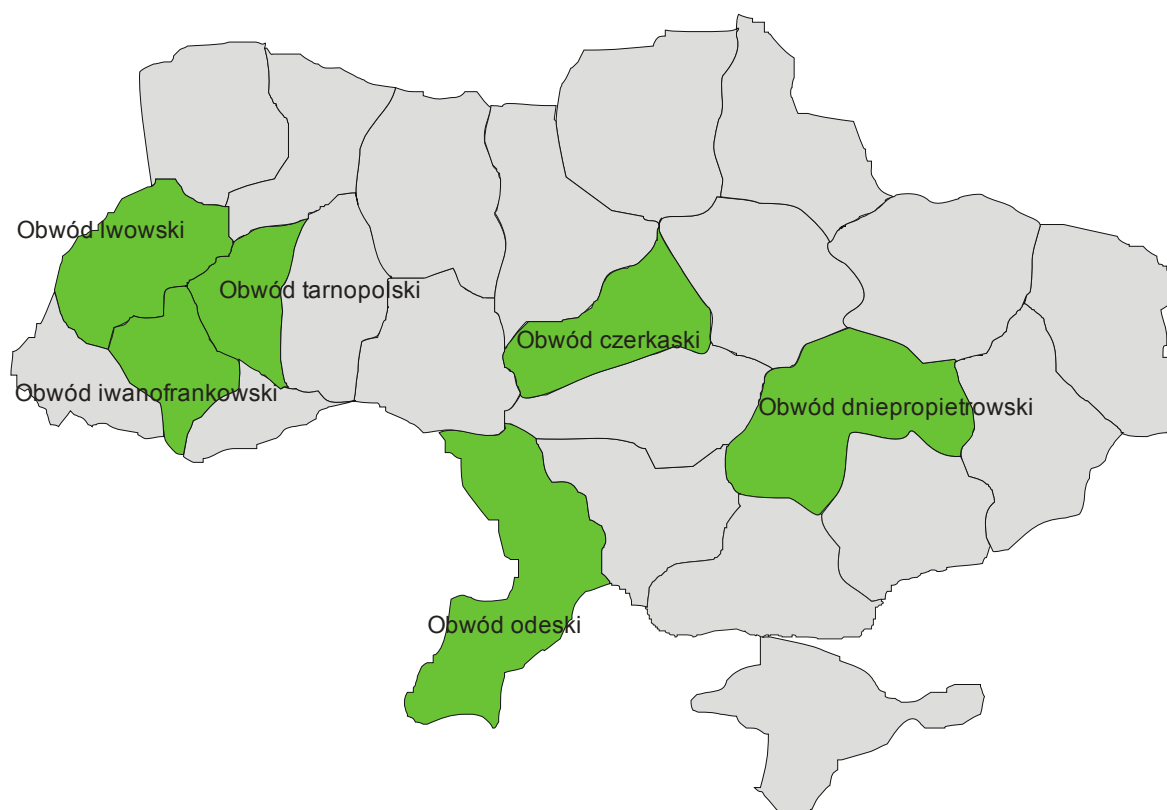 Obwód lwowski
Obwód tarnopolski
Obwód czerkaski
Obwód iwanofrankowski
Obwód dniepropietrowski
Obwód odeski